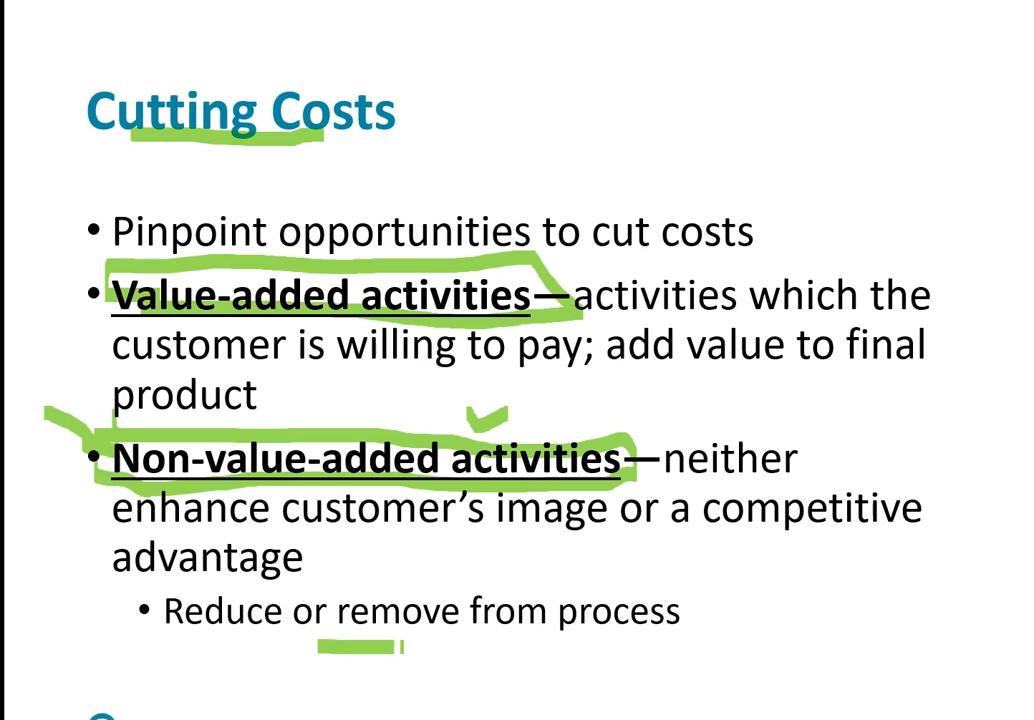 Cutting Costs
• Pinpoint opportunities to cut costs
• Value-added activities—activities which the
customer is willing to pay; add value to final
product
• Non-value-added activities—neither
enhance customer's image or a competitive
advantage
• Reduce or remove from process